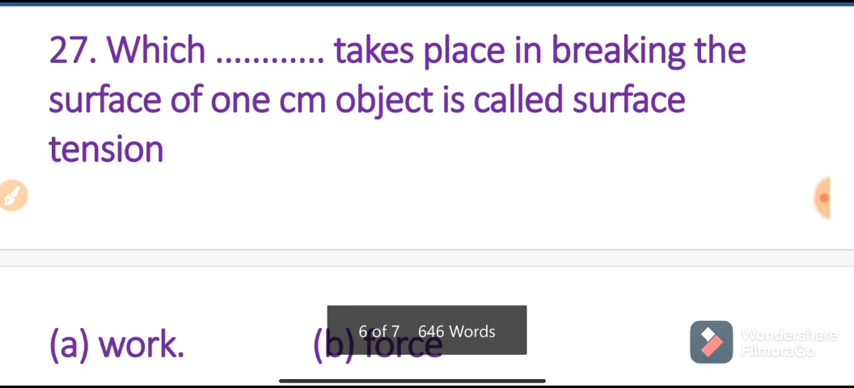 27. Which ............ takes place in breaking the
surface of one cm object is called surface
tension
(a) work. (b) force
6 of 7 646 Words
Wondershare
FilmoraGo